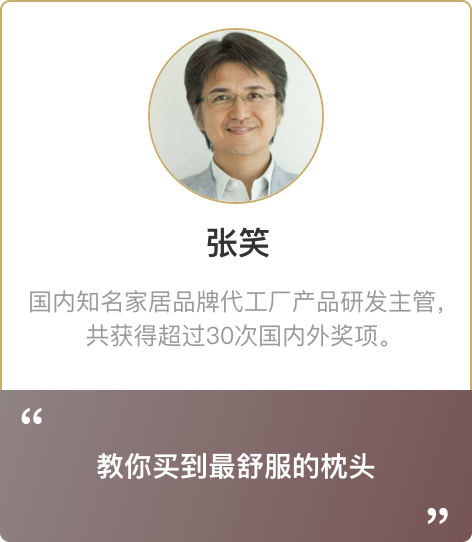 张笑
国内知名家居品牌代工厂产品研发主管，
共获得超过30次国内外奖项。
“
教你买到最舒服的枕头
”